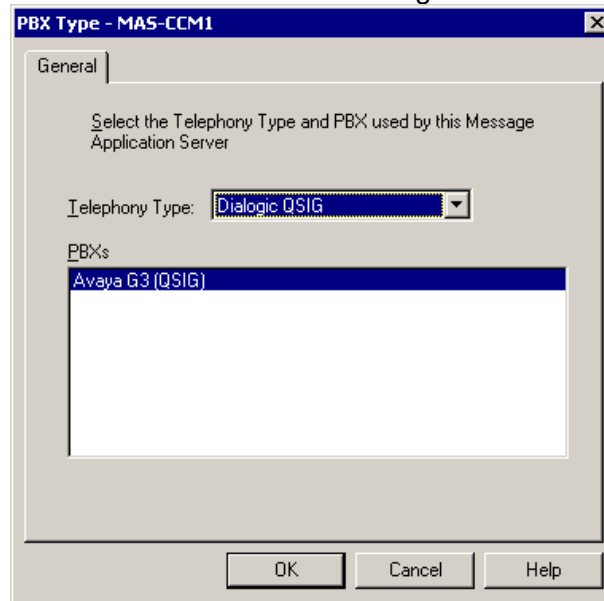 PBX Type - MAS-CCM1
General
Select the Telephony Type and PBX used by this Message
Application Server
Telephony Type: Dialogic QSIG
PBXs
Avaya G3 (QSIG)
OK Cancel Help